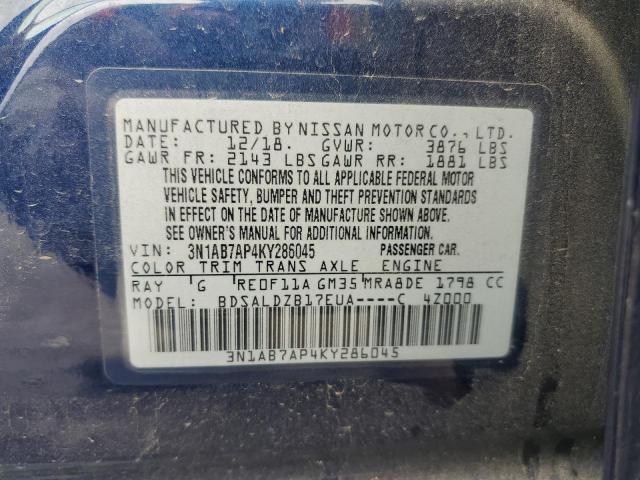 MANUFACTURED BY NISSAN MOTOR CO., LTD.
DATE: 12/18. GVWR: 3876 LBS
GAWR FR: 2143 LBS GAWR RR: 1881 LBS
THIS VEHICLE CONFORMS TO ALL APPLICABLE FEDERAL MOTOR
VEHICLE SAFETY, BUMPER AND THEFT PREVENTION STANDARDS
IN EFFECT ON THE DATE OF MANUFACTURE SHOWN ABOVE.
SEE OWNER'S MANUAL FOR ADDITIONAL INFORMATION.
VIN: 3N1AB7AP4KY286045 PASSENGER CAR.
COLOR TRIM TRANS AXLE ENGINE
RAY G RE0F11A GM35 MRA8DE 1798 CC
MODEL: BDSALDZB17EUA----C 4Z000
3N1AB7AP4KY286045